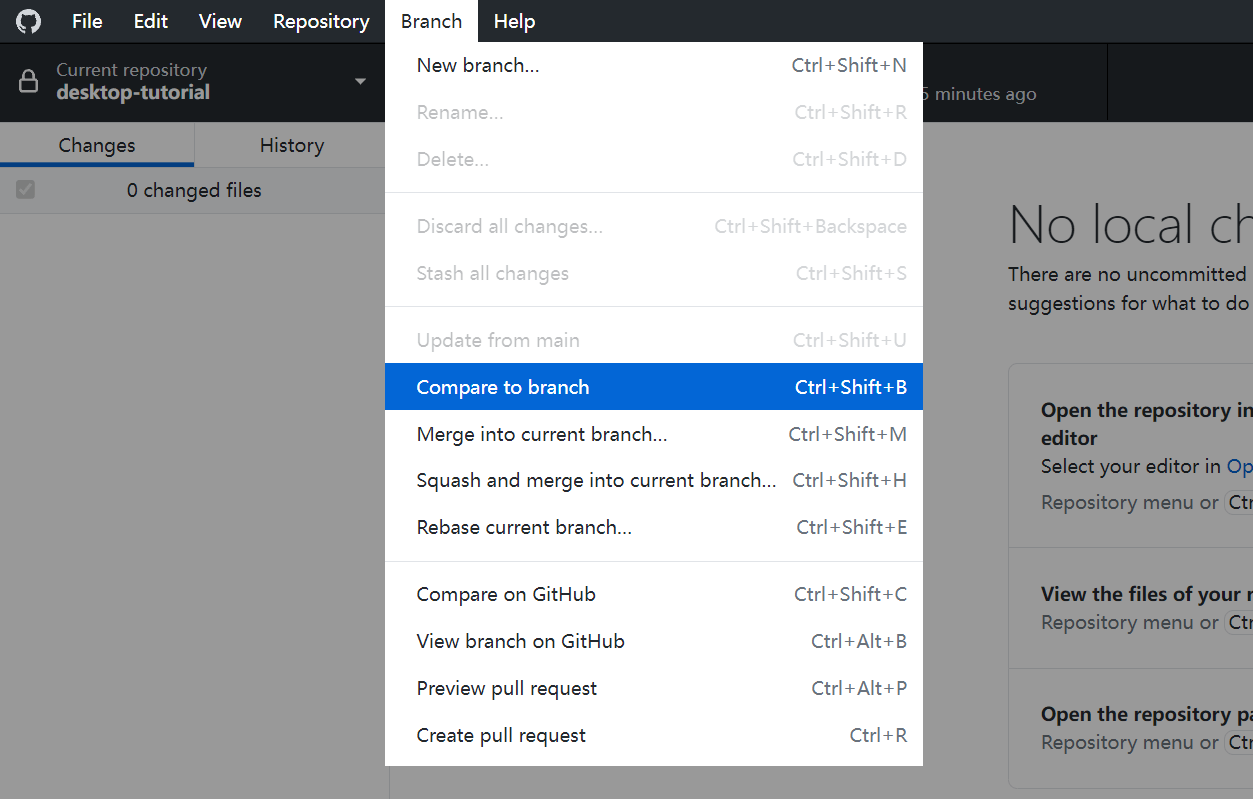 File Edit View Repository Branch Help
Current repository
desktop-tutorial
minutes ago
Changes History
0 changed files
New branch... Ctrl+Shift+N
Rename... Ctrl+Shift+R
Delete... Ctrl+Shift+D
Discard all changes... Ctrl+Shift+Backspace
Stash all changes Ctrl+Shift+S
Update from main Ctrl+Shift+U
Compare to branch Ctrl+Shift+B
Merge into current branch... Ctrl+Shift+M
Squash and merge into current branch... Ctrl+Shift+H
Rebase current branch... Ctrl+Shift+E
Compare on GitHub Ctrl+Shift+C
View branch on GitHub Ctrl+Alt+B
Preview pull request Ctrl+Alt+P
Create pull request Ctrl+R
No local ch
There are no uncommitted
suggestions for what to do
Open the repository in
editor
Select your editor in Op
Repository menu or Ctr
View the files of your r
Repository menu or Ctr
Open the repository pa
Repository menu or Ctr